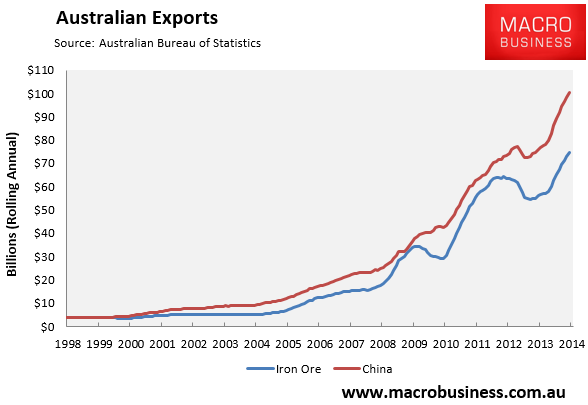 Australian Exports
Source: Australian Bureau of Statistics
MACRO
BUSINESS
Billions (Rolling Annual)
$110
$100
$90
$80
$70
$60
$50
$40
$30
$20
$10
$0
1998 1999 2000 2001 2002 2003 2004 2005 2006 2007 2008 2009 2010 2011 2012 2013 2014
Iron Ore China
www.macrobusiness.com.au